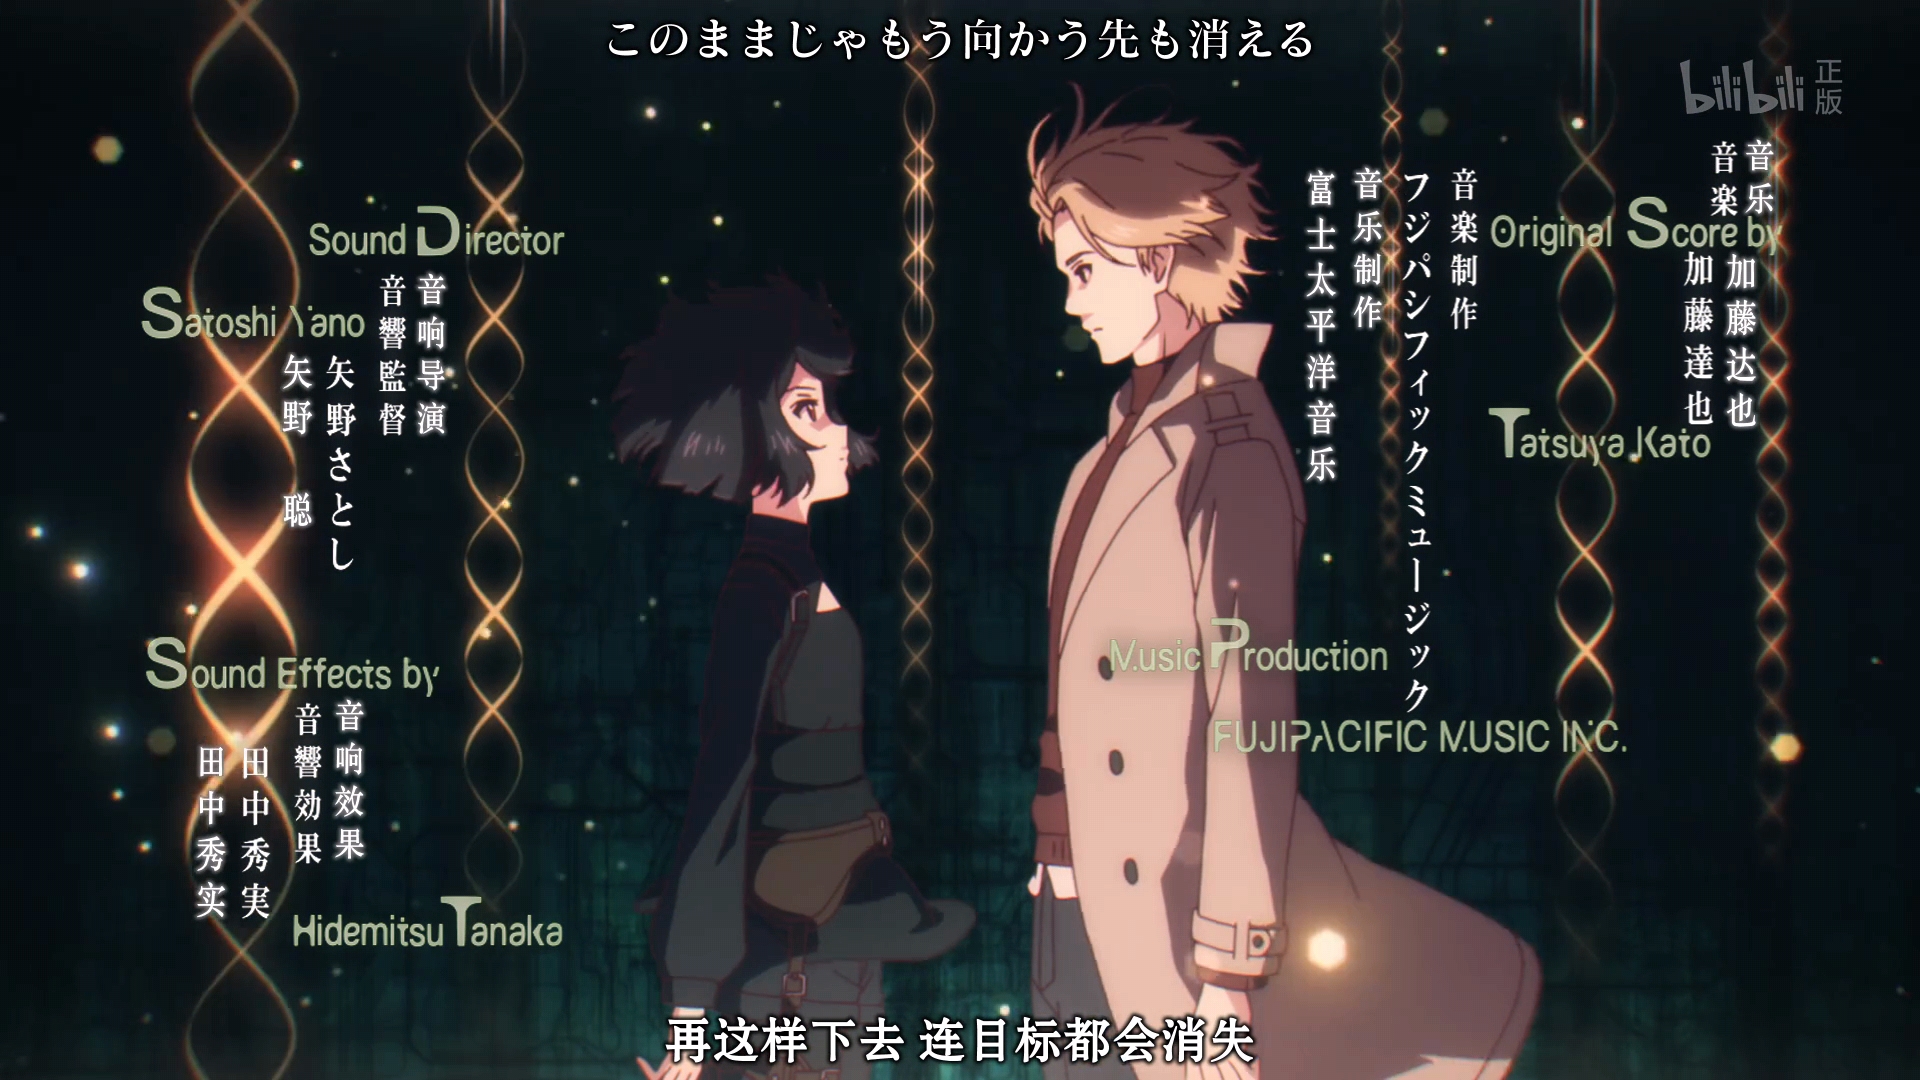 このままじゃもう向かう先も消える
bilibili 正版
Sound Director
音響監督
音响导演
Satoshi Yano
矢野 聡
矢野さとし
Sound Effects by
音響効果
音响效果
田中秀实
田中秀実
Hidemitsu Tanaka
Original Score by
音楽
音乐
加藤達也
加藤达也
Tatsuya Kato
音楽制作
フジパシフィックミュージック
音乐制作
富士太平洋音乐
Music Production
FUJIPACIFIC MUSIC INC.
再这样下去 连目标都会消失